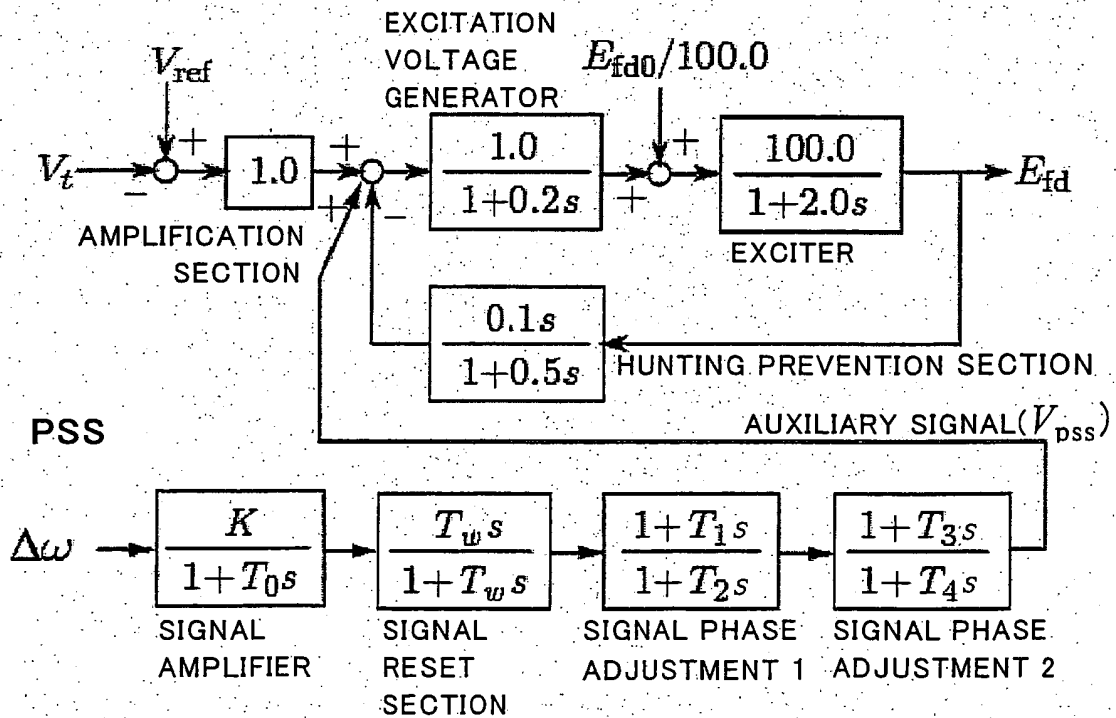 EXCITATION
VOLTAGE
GENERATOR
V_ref
E_fd0/100.0
V_t
+
−
1.0
+
+
−
1.0
1+0.2s
+
+
100.0
1+2.0s
E_fd
AMPLIFICATION
SECTION
EXCITER
0.1s
1+0.5s
HUNTING PREVENTION SECTION
PSS
AUXILIARY SIGNAL(V_pss)
Δω
K
1+T_0s
T_w s
1+T_w s
1+T_1s
1+T_2s
1+T_3s
1+T_4s
SIGNAL
AMPLIFIER
SIGNAL
RESET
SECTION
SIGNAL PHASE
ADJUSTMENT 1
SIGNAL PHASE
ADJUSTMENT 2